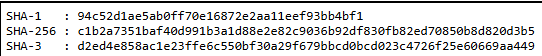 SHA-1   : 94c52d1ae5ab0ff70e16872e2aa11eef93bb4bf1
SHA-256 : c1b2a7351baf40d991b3a1d88e2e82c9036b92df830fb82ed70850b8d820d3b5
SHA-3   : d2ed4e858ac1e23ffe6c550bf30a29f679bbcd0bcd023c4726f25e60669aa449